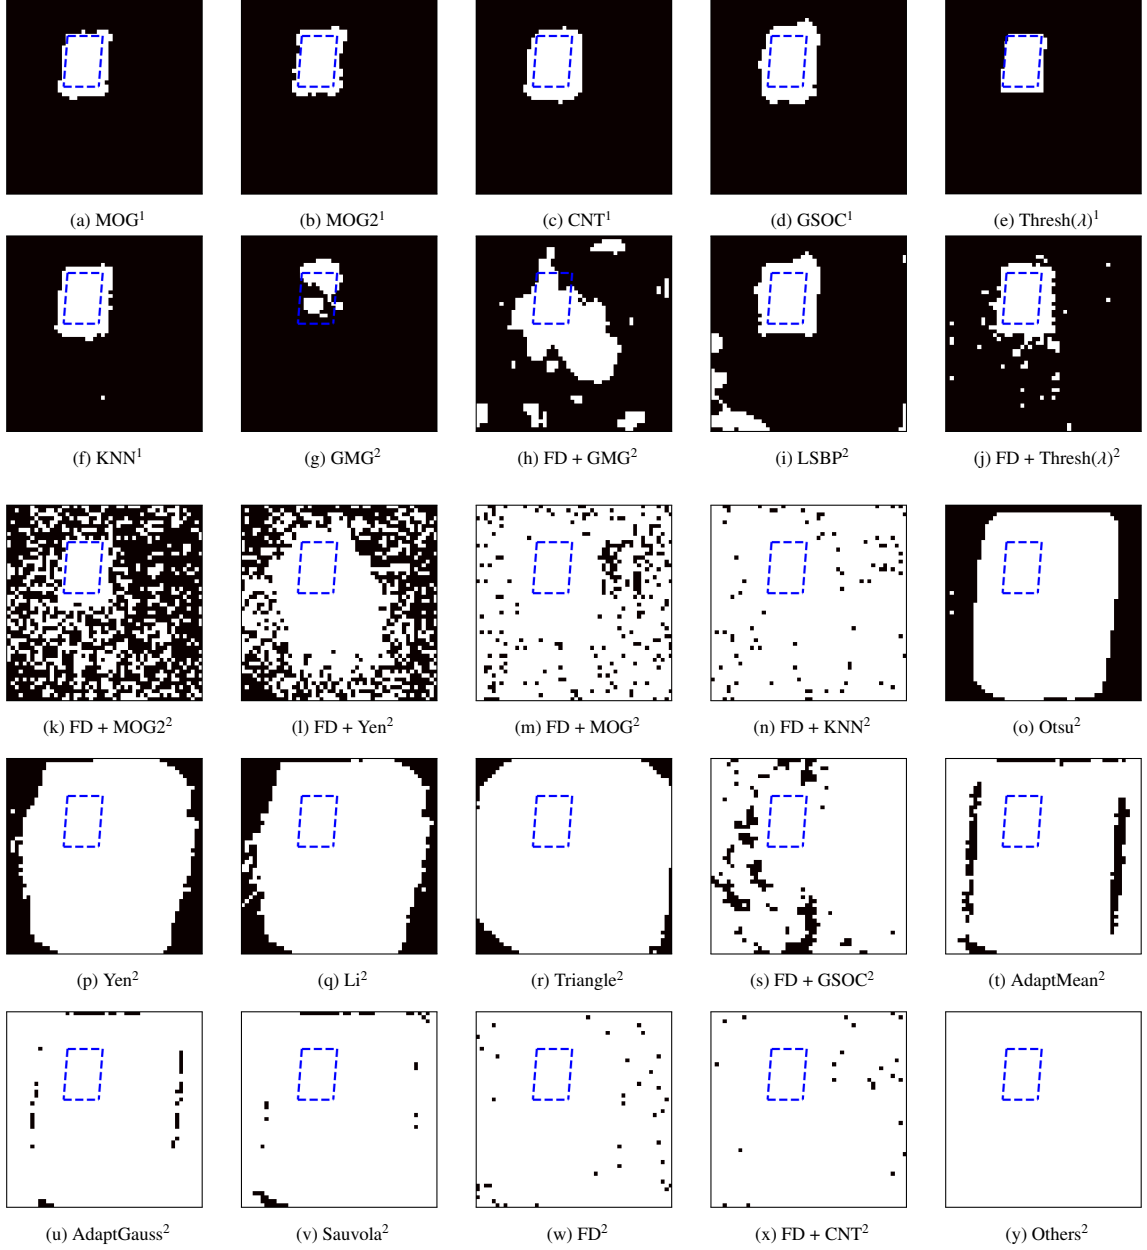 (a) MOG¹ (b) MOG2¹ (c) CNT¹ (d) GSOC¹ (e) Thresh(λ)¹
(f) KNN¹ (g) GMG² (h) FD + GMG² (i) LSBP² (j) FD + Thresh(λ)²
(k) FD + MOG2² (l) FD + Yen² (m) FD + MOG² (n) FD + KNN² (o) Otsu²
(p) Yen² (q) Li² (r) Triangle² (s) FD + GSOC² (t) AdaptMean²
(u) AdaptGauss² (v) Sauvola² (w) FD² (x) FD + CNT² (y) Others²